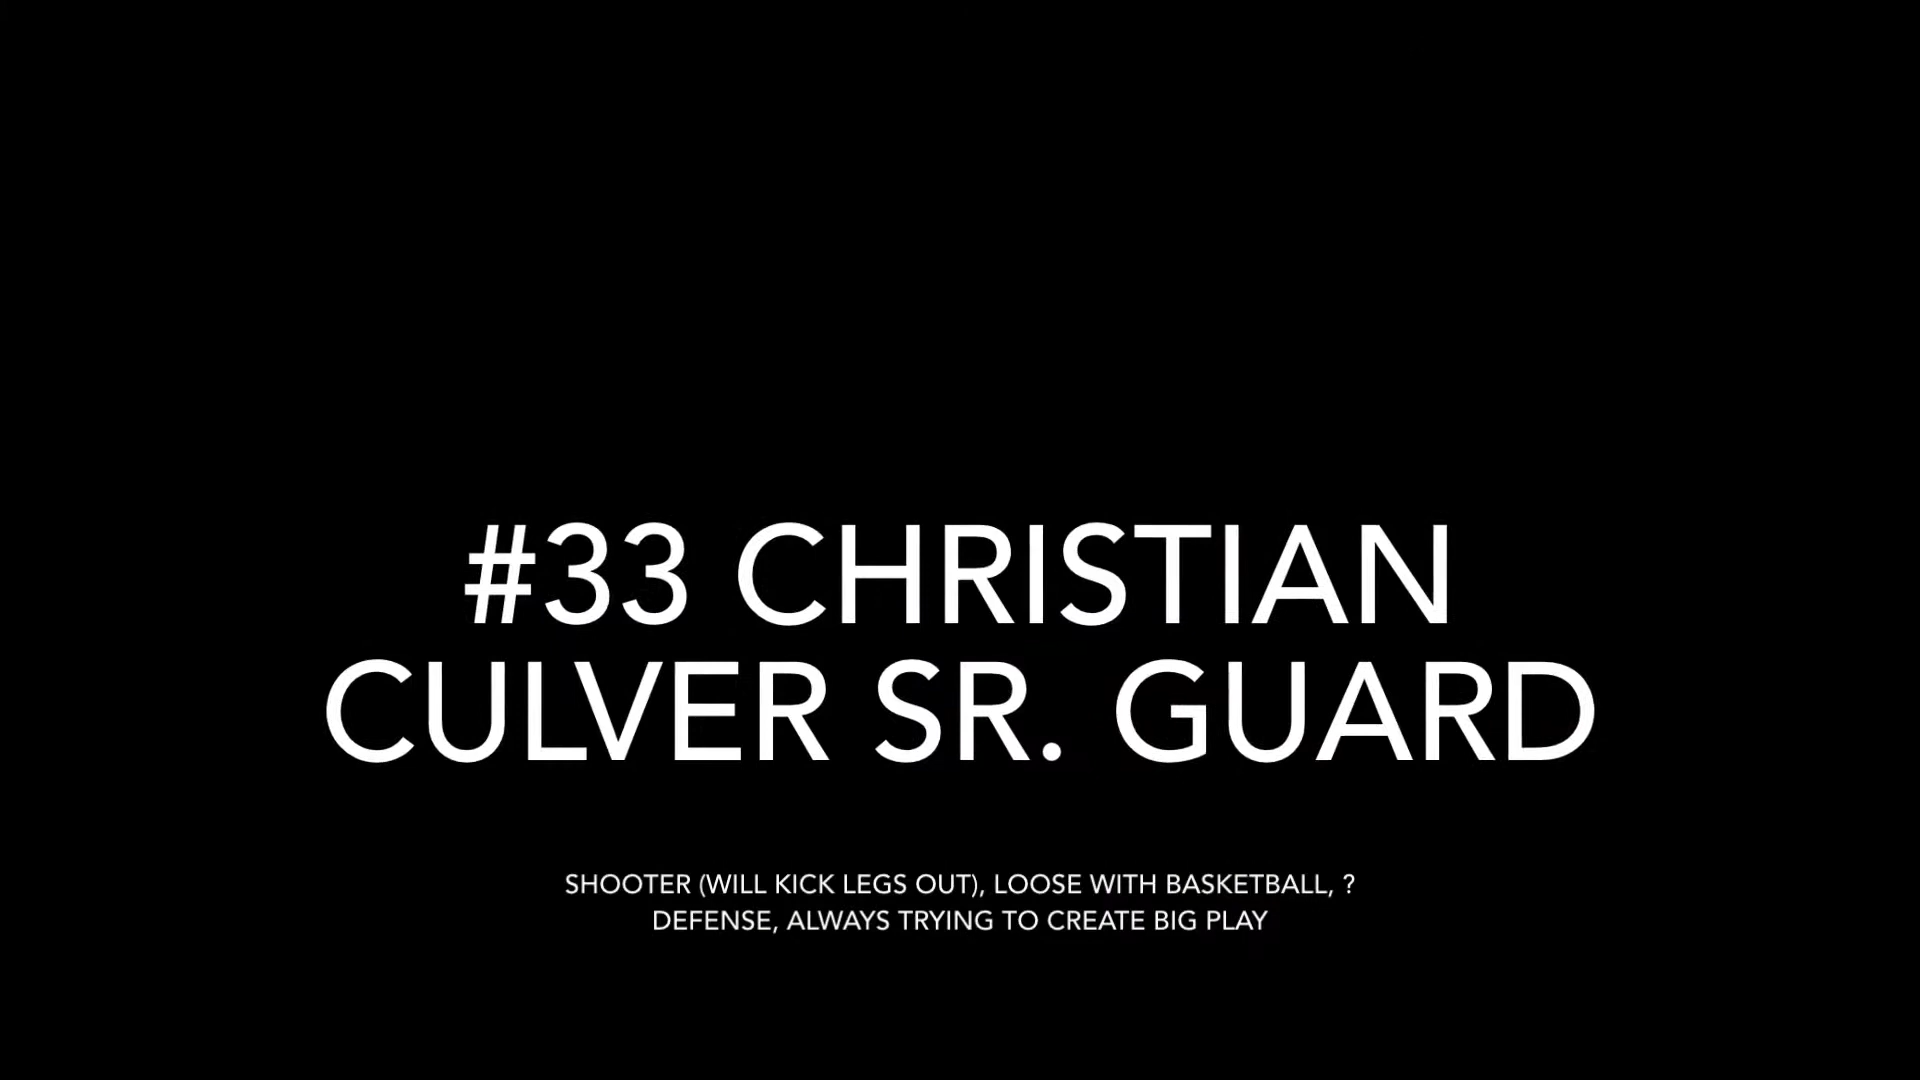 #33 CHRISTIAN
CULVER SR. GUARD
SHOOTER (WILL KICK LEGS OUT), LOOSE WITH BASKETBALL, ?
DEFENSE, ALWAYS TRYING TO CREATE BIG PLAY